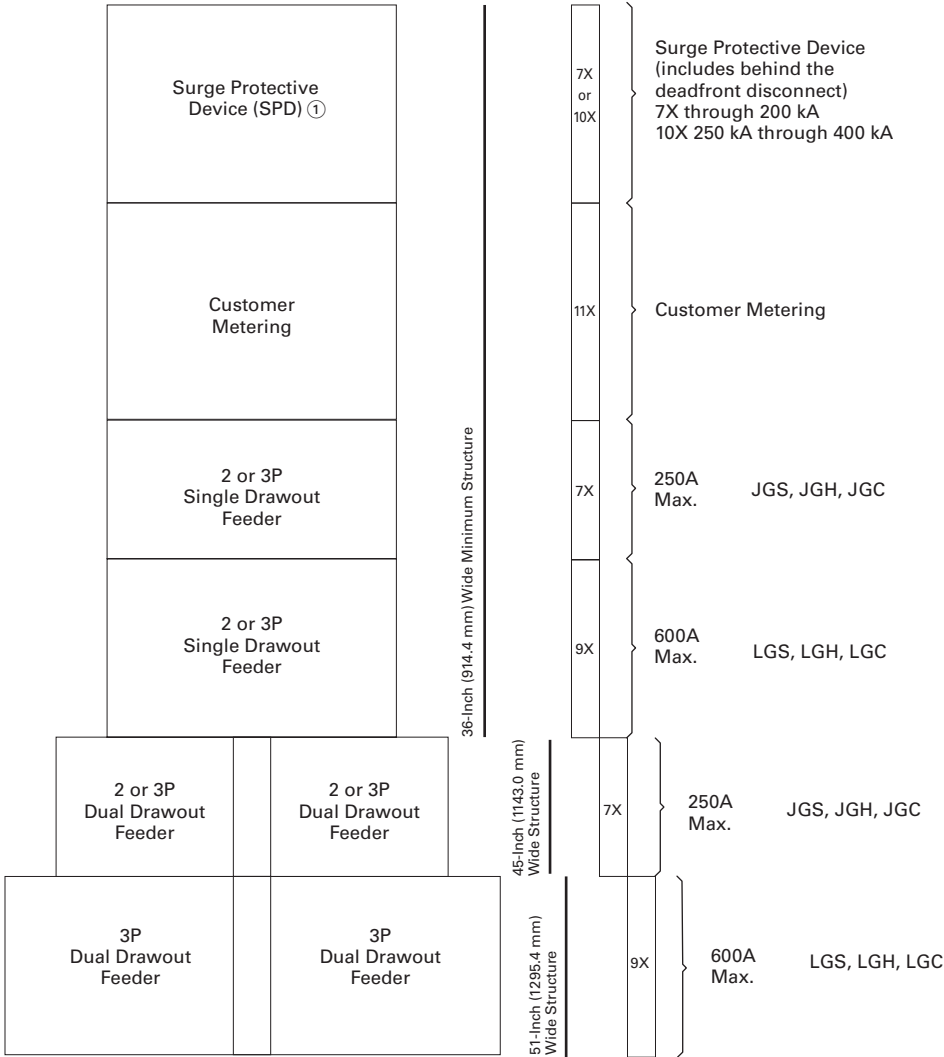 Surge Protective
Device (SPD) ①
7X
or
10X
Surge Protective Device
(includes behind the
deadfront disconnect)
7X through 200 kA
10X 250 kA through 400 kA
Customer
Metering
11X
Customer Metering
36-Inch (914.4 mm) Wide Minimum Structure
2 or 3P
Single Drawout
Feeder
7X
250A
Max.
JGS, JGH, JGC
2 or 3P
Single Drawout
Feeder
9X
600A
Max.
LGS, LGH, LGC
2 or 3P
Dual Drawout
Feeder
2 or 3P
Dual Drawout
Feeder
45-Inch (1143.0 mm)
Wide Structure
7X
250A
Max.
JGS, JGH, JGC
3P
Dual Drawout
Feeder
3P
Dual Drawout
Feeder
51-Inch (1295.4 mm)
Wide Structure
9X
600A
Max.
LGS, LGH, LGC